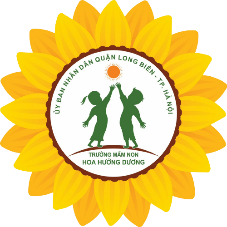 ỦY BAN NHÂN DÂN QUẬN LONG BIÊN - TP. HÀ NỘI
TRƯỜNG MẦM NON
HOA HƯỚNG DƯƠNG